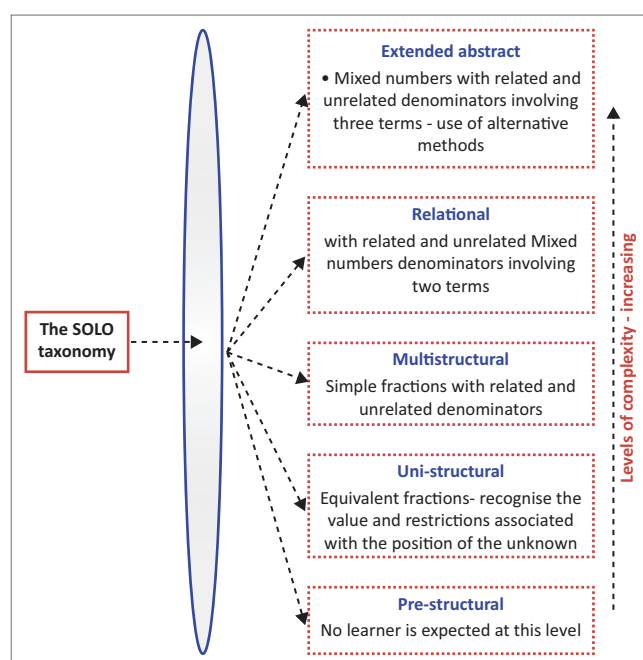 Extended abstract
• Mixed numbers with related and
unrelated denominators involving
three terms - use of alternative
methods
Relational
with related and unrelated Mixed
numbers denominators involving
two terms
The SOLO
taxonomy
Multistructural
Simple fractions with related and
unrelated denominators
Uni-structural
Equivalent fractions- recognise the
value and restrictions associated
with the position of the unknown
Pre-structural
No learner is expected at this level
Levels of complexity - increasing